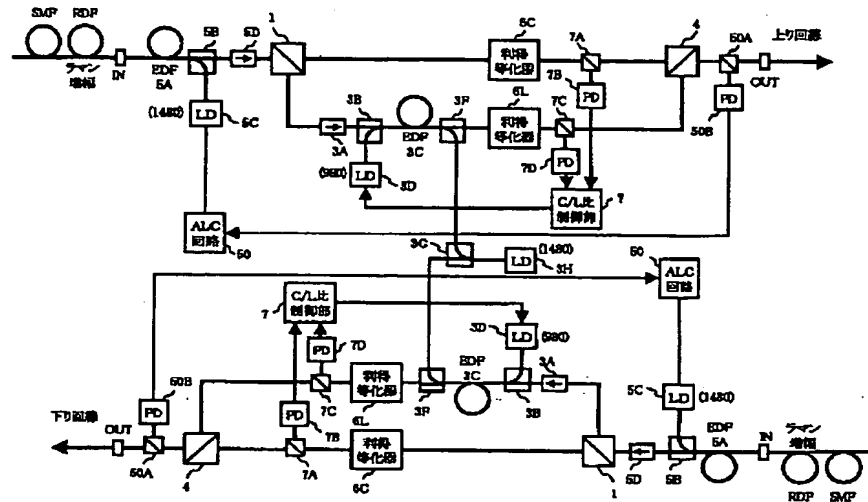 SMF
RDF
ラマン
増幅
IN
EDF
5A
5B
5D
1
(1480)
LD
5C
6C
利得
等化器
7A
7B
PD
4
50A
上り回線
OUT
PD
50B
3B
3A
EDF
3C
3F
6L
利得
等化器
7C
7D
PD
(980)
LD
3D
C/L比
制御部
7
ALC
回路
50
3G
LD
(1480)
3H
50
ALC
回路
C/L比
制御部
7
PD
7D
3D
LD
(980)
50B
PD
下り回線
OUT
50A
4
7C
PD
7B
7A
利得
等化器
6L
利得
等化器
6C
3F
EDF
3C
3B
3A
1
5D
5B
5C
LD
(1480)
EDF
5A
IN
ラマン
増幅
RDF
SMF